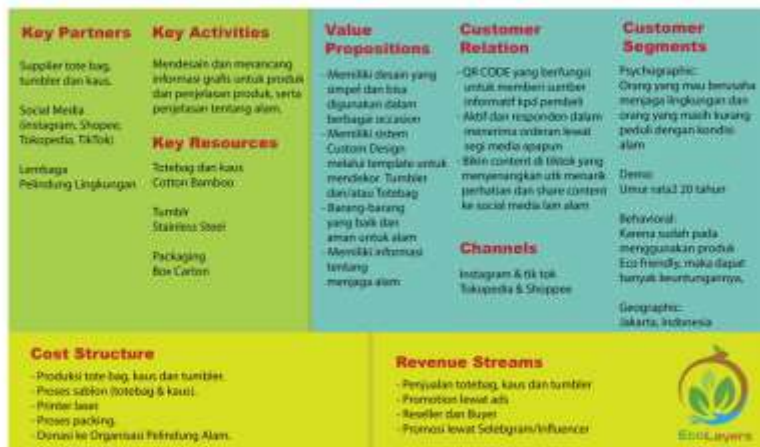 Key Partners
Supplier tote bag,
tumbler dan kaus.
Social Media
(Instagram, Shopee,
Tokopedia, TikTok)
Lembaga
Pelindung Lingkungan
Key Activities
Mendesain dan merancang
informasi grafis untuk produk
dan penjelasan produk, serta
penjelasan tentang alam.
Key Resources
Totebag dan kaus
Cotton Bamboo
Tumblr
Stainless Steel
Packaging
Box Carton
Value
Propositions
- Memiliki desain yang
simpel dan bisa
digunakan dalam
berbagai occasion
- Memiliki sistem
Custom Design
melalui template untuk
mendekor. Tumbler
dan/atau Totebag
- Barang-barang
yang baik dan
aman untuk alam
- Memiliki informasi
tentang
menjaga alam
Customer
Relation
- QR CODE yang berfungsi
untuk memberi sumber
informatif kpd pembeli
- Aktif dan responden dalam
menerima orderan lewat
segi media apapun
- Bikin content di tiktok yang
menyenangkan utk menarik
perhatian dan share content
ke social media lain alam
Channels
Instagram & tik tok
Tokopedia & Shoppee
Customer
Segments
Psychographic:
Orang yang mau berusaha
menjaga lingkungan dan
orang yang masih kurang
peduli dengan kondisi
alam
Demo:
Umur rata2 20 tahun
Behavioral:
Karena sudah pada
menggunakan produk
Eco friendly, maka dapat
banyak keuntungannya,
Geographic:
Jakarta, Indonesia
Cost Structure
- Produksi tote bag, kaus dan tumbler.
- Proses sablon (totebag & kaus).
- Printer laser
- Proses packing.
- Donasi ke Organisasi Pelindung Alam.
Revenue Streams
- Penjualan totebag, kaus dan tumbler
- Promotion lewat ads
- Reseller dan Buyer
- Promosi lewat Selebgram/Influencer
EcoLayers